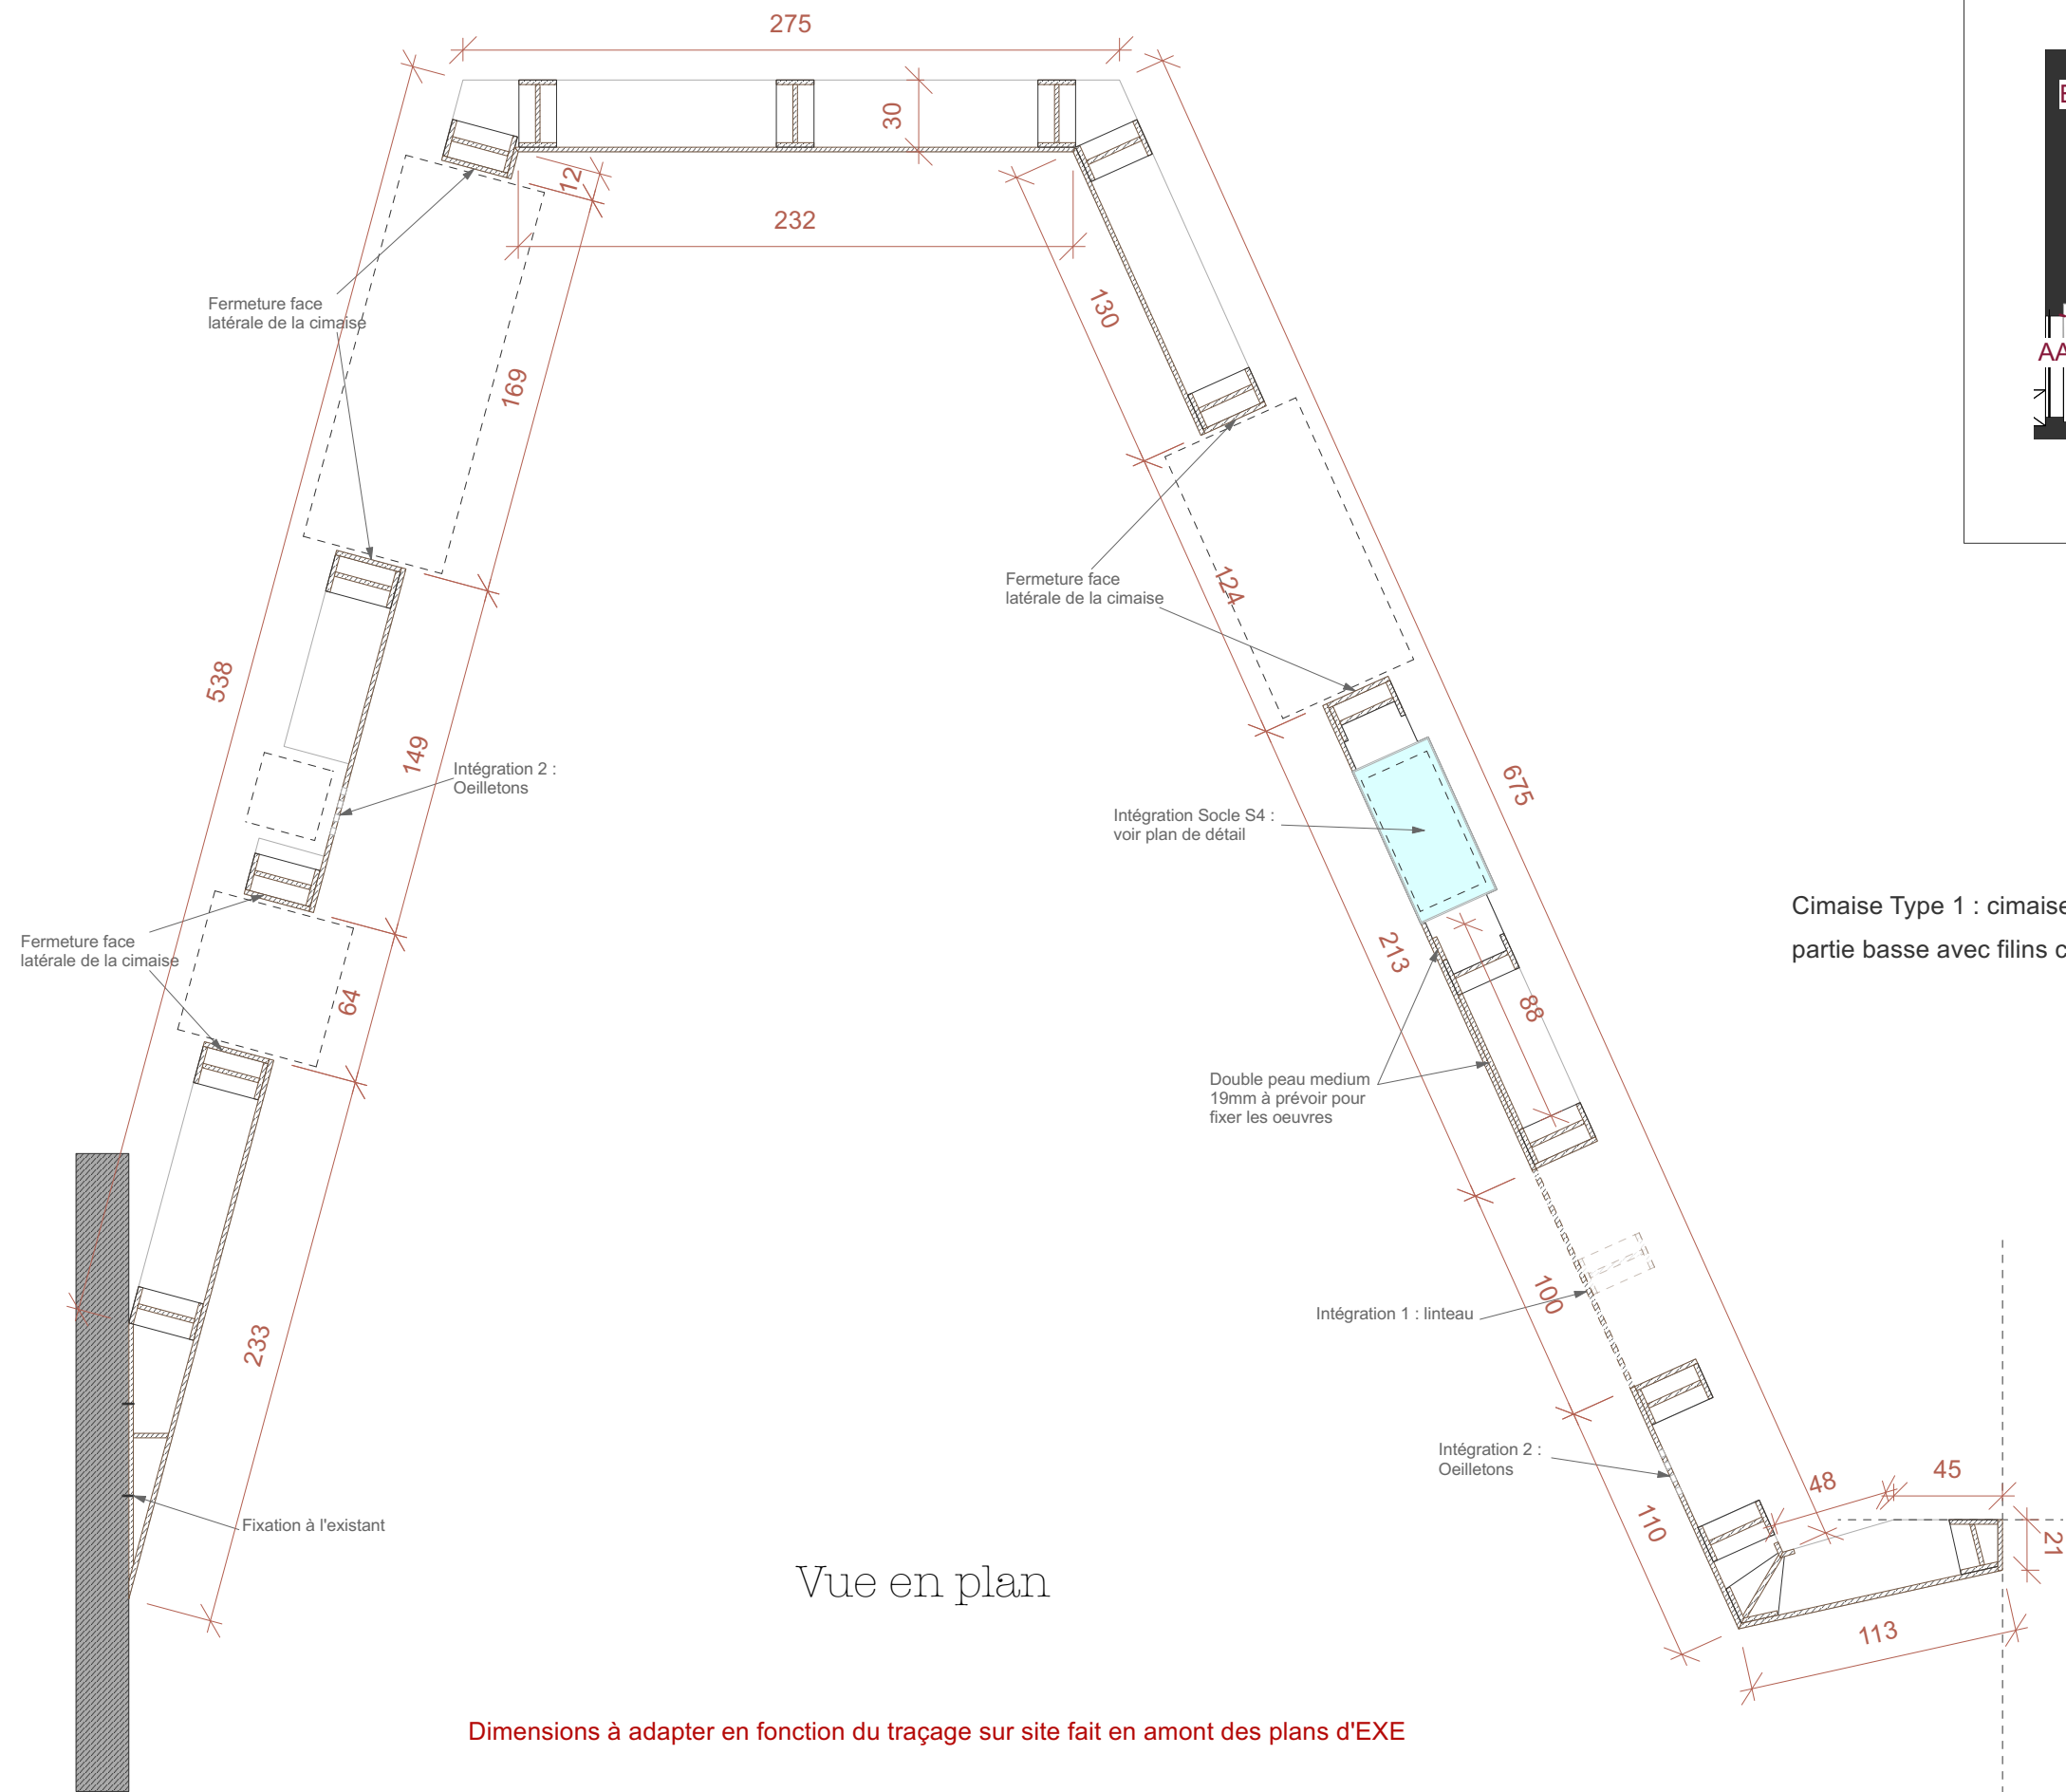 275
30
12
232
Fermeture face
latérale de la cimaise
130
169
Fermeture face
latérale de la cimaise
124
538
149
Intégration 2 :
Oeilletons
675
Intégration Socle S4 :
voir plan de détail
AA
Cimaise Type 1 : cimaise
partie basse avec filins
Fermeture face
latérale de la cimaise
213
64
88
Double peau medium
19mm à prévoir pour
fixer les oeuvres
100
Intégration 1 : linteau
233
Intégration 2 :
Oeilletons
48
45
21
110
Fixation à l'existant
Vue en plan
113
Dimensions à adapter en fonction du traçage sur site fait en amont des plans d'EXE